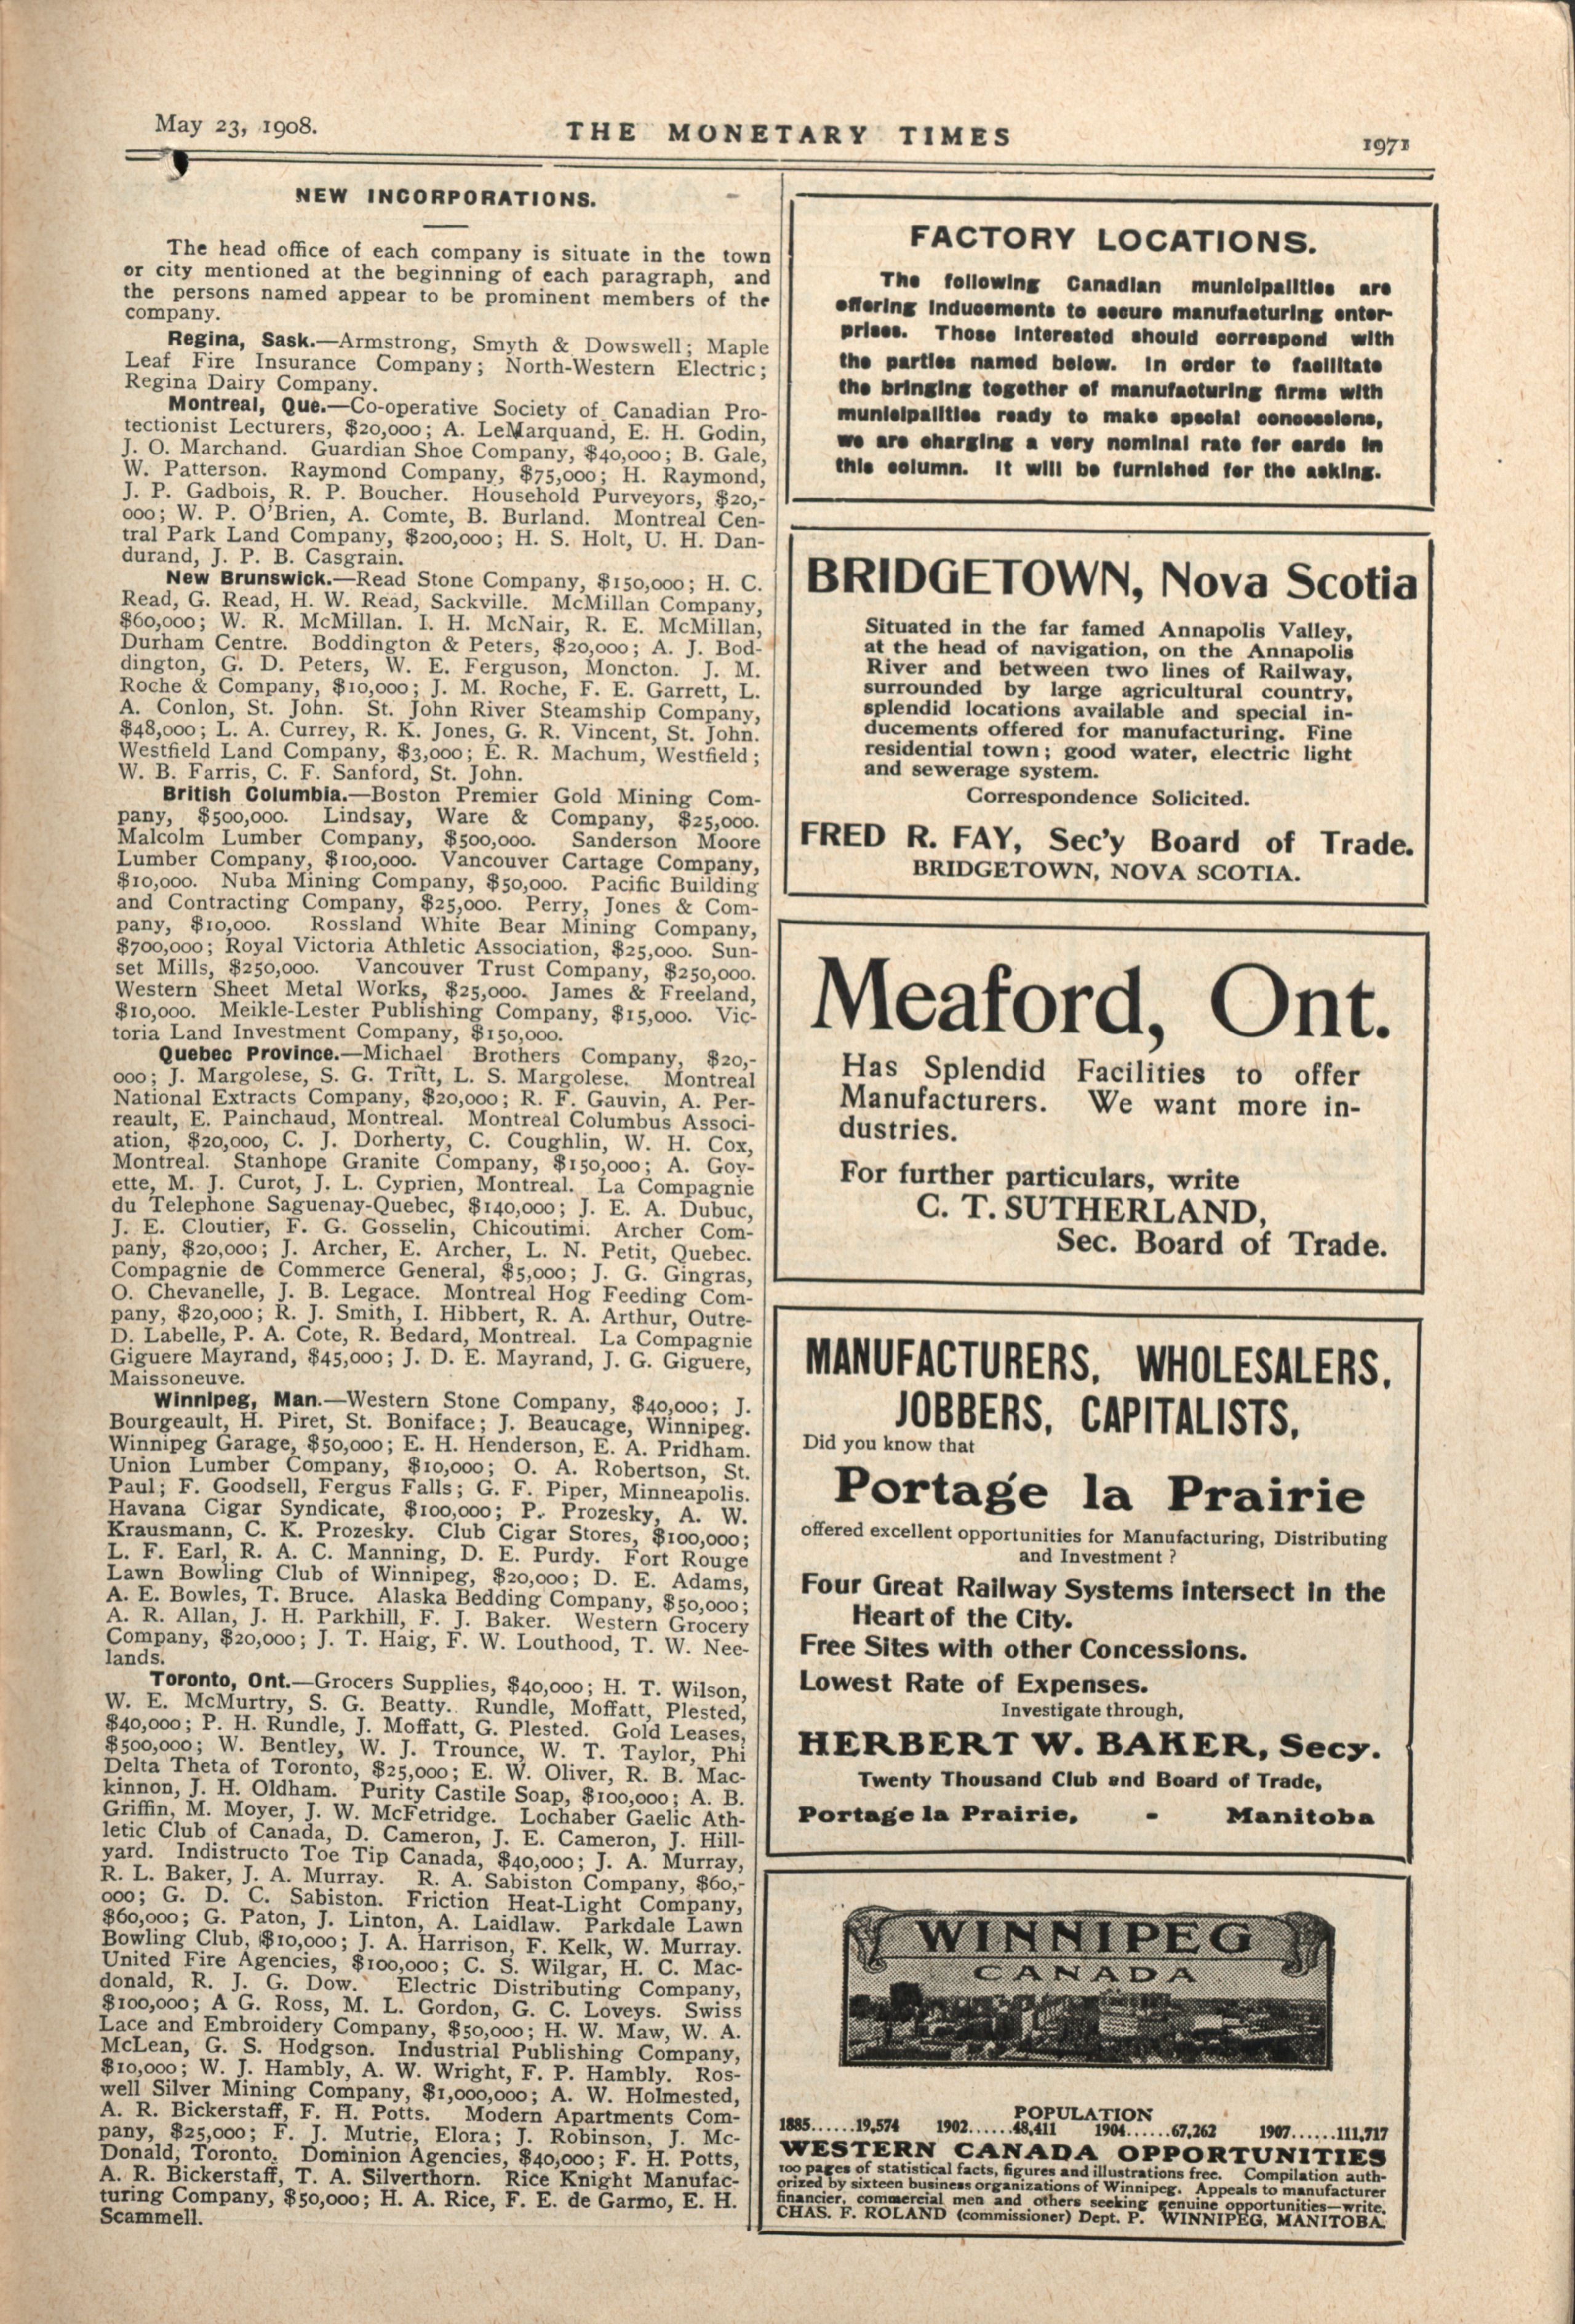 May 23, 1908.
THE MONETARY TIMES
1971
NEW INCORPORATIONS.
The head office of each company is situate in the town
or city mentioned at the beginning of each paragraph, and
the persons named appear to be prominent members of the
company.
Regina, Sask.—Armstrong, Smyth & Dowswell; Maple
Leaf Fire Insurance Company; North-Western Electric;
Regina Dairy Company.
Montreal, Que.—Co-operative Society of Canadian Pro-
tectionist Lecturers, $20,000; A. LeMarquand, E. H. Godin,
J. O. Marchand. Guardian Shoe Company, $40,000; B. Gale,
W. Patterson. Raymond Company, $75,000; H. Raymond,
J. P. Gadbois, R. P. Boucher. Household Purveyors, $20,-
000; W. P. O'Brien, A. Comte, B. Burland. Montreal Cen-
tral Park Land Company, $200,000; H. S. Holt, U. H. Dan-
durand, J. P. B. Casgrain.
New Brunswick.—Read Stone Company, $150,000; H. C.
Read, G. Read, H. W. Read, Sackville. McMillan Company,
$60,000; W. R. McMillan. I. H. McNair, R. E. McMillan,
Durham Centre. Boddington & Peters, $20,000; A. J. Bod-
dington, G. D. Peters, W. E. Ferguson, Moncton. J. M.
Roche & Company, $10,000; J. M. Roche, F. E. Garrett, L.
A. Conlon, St. John. St. John River Steamship Company,
$48,000; L. A. Currey, R. K. Jones, G. R. Vincent, St. John.
Westfield Land Company, $3,000; E. R. Machum, Westfield;
W. B. Farris, C. F. Sanford, St. John.
British Columbia.—Boston Premier Gold Mining Com-
pany, $500,000. Lindsay, Ware & Company, $25,000.
Malcolm Lumber Company, $500,000. Sanderson Moore
Lumber Company, $100,000. Vancouver Cartage Company,
$10,000. Nuba Mining Company, $50,000. Pacific Building
and Contracting Company, $25,000. Perry, Jones & Com-
pany, $10,000. Rossland White Bear Mining Company,
$700,000; Royal Victoria Athletic Association, $25,000. Sun-
set Mills, $250,000. Vancouver Trust Company, $250,000.
Western Sheet Metal Works, $25,000. James & Freeland,
$10,000. Meikle-Lester Publishing Company, $15,000. Vic-
toria Land Investment Company, $150,000.
Quebec Province.—Michael Brothers Company, $20,-
000; J. Margolese, S. G. Tritt, L. S. Margolese. Montreal
National Extracts Company, $20,000; R. F. Gauvin, A. Per-
reault, E. Painchaud, Montreal. Montreal Columbus Associ-
ation, $20,000, C. J. Dorherty, C. Coughlin, W. H. Cox,
Montreal. Stanhope Granite Company, $150,000; A. Goy-
ette, M. J. Curot, J. L. Cyprien, Montreal. La Compagnie
du Telephone Saguenay-Quebec, $140,000; J. E. A. Dubuc,
J. E. Cloutier, F. G. Gosselin, Chicoutimi. Archer Com-
pany, $20,000; J. Archer, E. Archer, L. N. Petit, Quebec.
Compagnie de Commerce General, $5,000; J. G. Gingras,
O. Chevanelle, J. B. Legace. Montreal Hog Feeding Com-
pany, $20,000; R. J. Smith, I. Hibbert, R. A. Arthur, Outre-
D. Labelle, P. A. Cote, R. Bedard, Montreal. La Compagnie
Giguere Mayrand, $45,000; J. D. E. Mayrand, J. G. Giguere,
Maissoneuve.
Winnipeg, Man.—Western Stone Company, $40,000; J.
Bourgeault, H. Piret, St. Boniface; J. Beaucage, Winnipeg.
Winnipeg Garage, $50,000; E. H. Henderson, E. A. Pridham.
Union Lumber Company, $10,000; O. A. Robertson, St.
Paul; F. Goodsell, Fergus Falls; G. F. Piper, Minneapolis.
Havana Cigar Syndicate, $100,000; P. Prozesky, A. W.
Krausmann, C. K. Prozesky. Club Cigar Stores, $100,000;
L. F. Earl, R. A. C. Manning, D. E. Purdy. Fort Rouge
Lawn Bowling Club of Winnipeg, $20,000; D. E. Adams,
A. E. Bowles, T. Bruce. Alaska Bedding Company, $50,000;
A. R. Allan, J. H. Parkhill, F. J. Baker. Western Grocery
Company, $20,000; J. T. Haig, F. W. Louthood, T. W. Nee-
lands.
Toronto, Ont.—Grocers Supplies, $40,000; H. T. Wilson,
W. E. McMurtry, S. G. Beatty. Rundle, Moffatt, Plested,
$40,000; P. H. Rundle, J. Moffatt, G. Plested. Gold Leases,
$500,000; W. Bentley, W. J. Trounce, W. T. Taylor, Phi
Delta Theta of Toronto, $25,000; E. W. Oliver, R. B. Mac-
kinnon, J. H. Oldham. Purity Castile Soap, $100,000; A. B.
Griffin, M. Moyer, J. W. McFetridge. Lochaber Gaelic Ath-
letic Club of Canada, D. Cameron, J. E. Cameron, J. Hill-
yard. Indistructo Toe Tip Canada, $40,000; J. A. Murray,
R. L. Baker, J. A. Murray. R. A. Sabiston Company, $60,-
000; G. D. C. Sabiston. Friction Heat-Light Company,
$60,000; G. Paton, J. Linton, A. Laidlaw. Parkdale Lawn
Bowling Club, $10,000; J. A. Harrison, F. Kelk, W. Murray.
United Fire Agencies, $100,000; C. S. Wilgar, H. C. Mac-
donald, R. J. G. Dow. Electric Distributing Company,
$100,000; A G. Ross, M. L. Gordon, G. C. Loveys. Swiss
Lace and Embroidery Company, $50,000; H. W. Maw, W. A.
McLean, G. S. Hodgson. Industrial Publishing Company,
$10,000; W. J. Hambly, A. W. Wright, F. P. Hambly. Ros-
well Silver Mining Company, $1,000,000; A. W. Holmested,
A. R. Bickerstaff, F. H. Potts. Modern Apartments Com-
pany, $25,000; F. J. Mutrie, Elora; J. Robinson, J. Mc-
Donald, Toronto. Dominion Agencies, $40,000; F. H. Potts,
A. R. Bickerstaff, T. A. Silverthorn. Rice Knight Manufac-
turing Company, $50,000; H. A. Rice, F. E. de Garmo, E. H.
Scammell.
FACTORY LOCATIONS.
The following Canadian municipalities are
offering inducements to secure manufacturing enter-
prises. Those interested should correspond with
the parties named below. In order to facilitate
the bringing together of manufacturing firms with
municipalities ready to make special concessions,
we are charging a very nominal rate for cards in
this column. It will be furnished for the asking.
BRIDGETOWN, Nova Scotia
Situated in the far famed Annapolis Valley,
at the head of navigation, on the Annapolis
River and between two lines of Railway,
surrounded by large agricultural country,
splendid locations available and special in-
ducements offered for manufacturing. Fine
residential town; good water, electric light
and sewerage system.
Correspondence Solicited.
FRED R. FAY, Sec'y Board of Trade.
BRIDGETOWN, NOVA SCOTIA.
Meaford, Ont.
Has Splendid Facilities to offer
Manufacturers. We want more in-
dustries.
For further particulars, write
C. T. SUTHERLAND,
Sec. Board of Trade.
MANUFACTURERS, WHOLESALERS,
JOBBERS, CAPITALISTS,
Did you know that
Portage la Prairie
offered excellent opportunities for Manufacturing, Distributing
and Investment ?
Four Great Railway Systems intersect in the
Heart of the City.
Free Sites with other Concessions.
Lowest Rate of Expenses.
Investigate through,
HERBERT W. BAKER, Secy.
Twenty Thousand Club and Board of Trade,
Portage la Prairie, - Manitoba
WINNIPEG
CANADA
POPULATION
1885......19,574 1902......48,411 1904......67,262 1907......111,717
WESTERN CANADA OPPORTUNITIES
100 pages of statistical facts, figures and illustrations free. Compilation auth-
orized by sixteen business organizations of Winnipeg. Appeals to manufacturer
financier, commercial men and others seeking genuine opportunities—write.
CHAS. F. ROLAND (commissioner) Dept. P. WINNIPEG, MANITOBA.